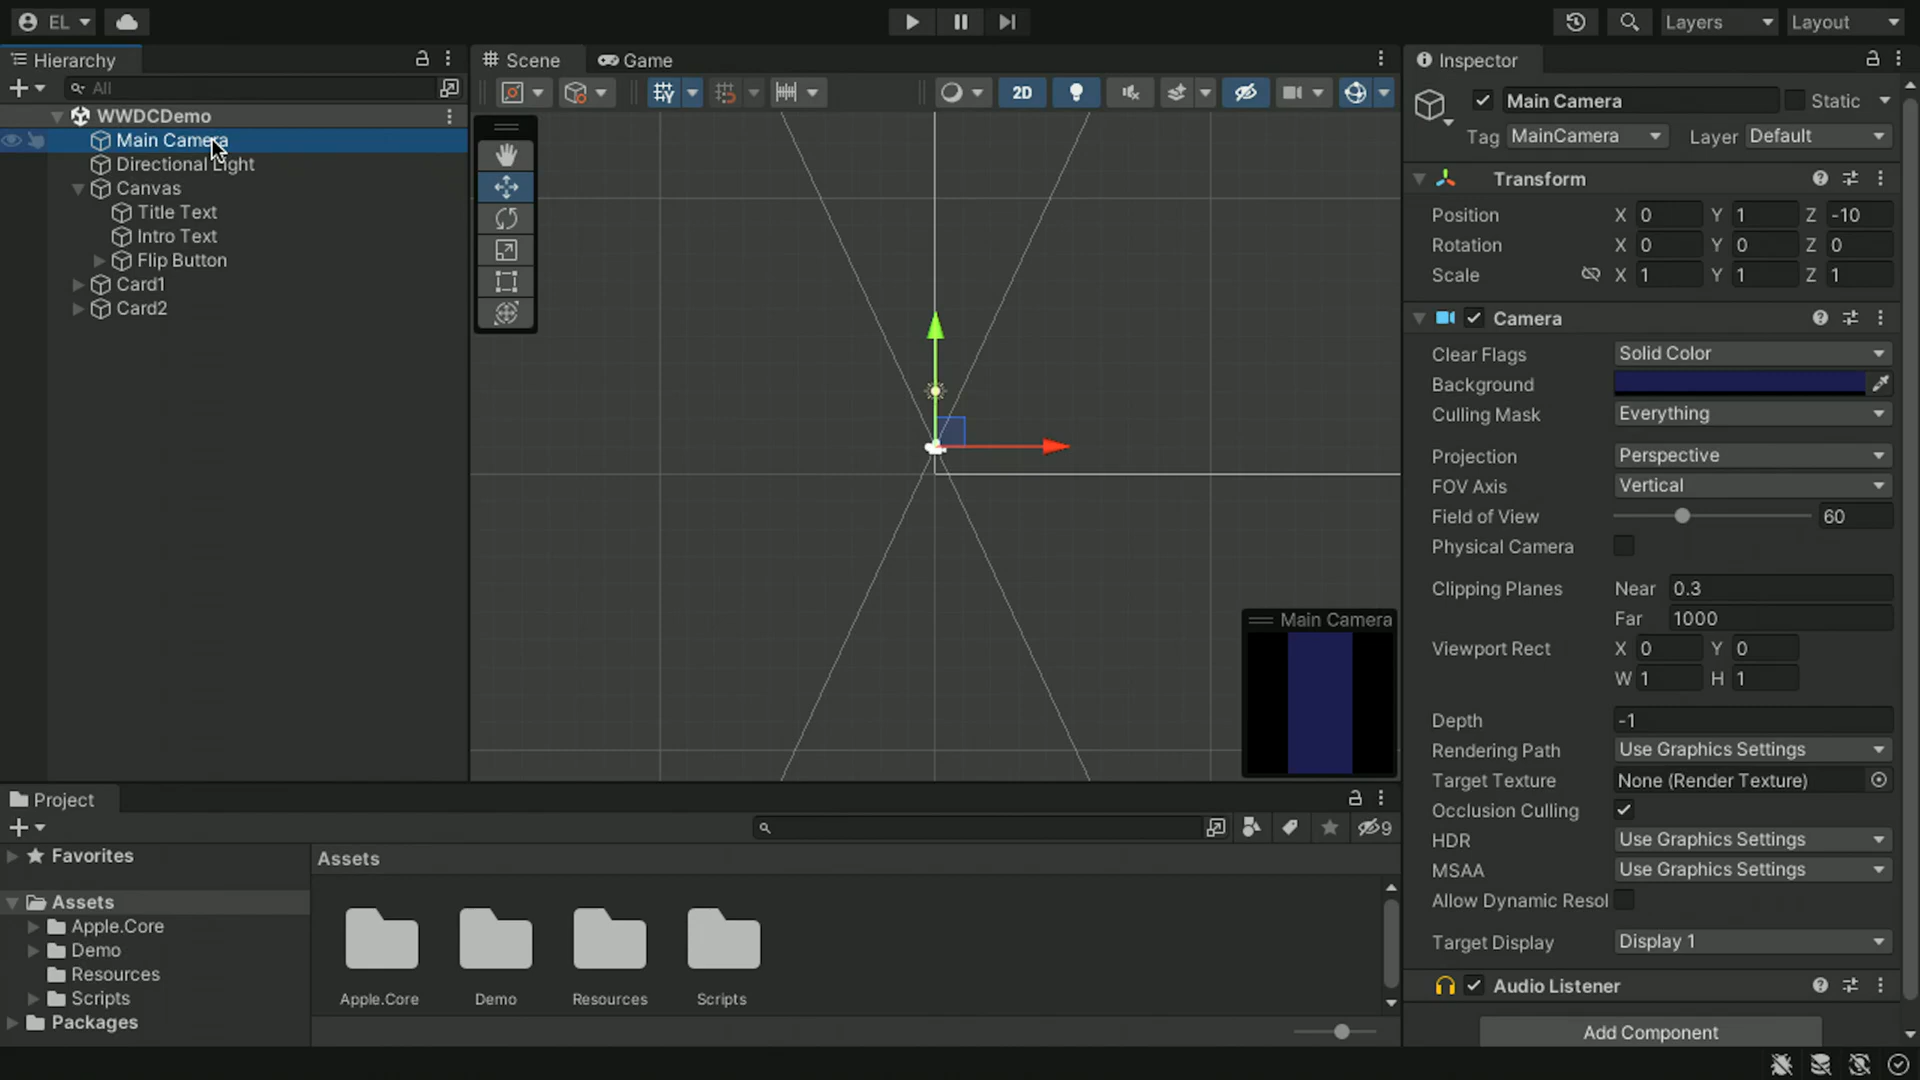 EL
Layers
Layout
Hierarchy
All
WWDCDemo
Main Camera
Directional Light
Canvas
Title Text
Intro Text
Flip Button
Card1
Card2
Scene
Game
2D
Main Camera
Inspector
Main Camera
Static
Tag MainCamera Layer Default
Transform
Position X 0 Y 1 Z -10
Rotation X 0 Y 0 Z 0
Scale X 1 Y 1 Z 1
Camera
Clear Flags Solid Color
Background
Culling Mask Everything
Projection Perspective
FOV Axis Vertical
Field of View 60
Physical Camera
Clipping Planes Near 0.3
Far 1000
Viewport Rect X 0 Y 0
W 1 H 1
Depth -1
Rendering Path Use Graphics Settings
Target Texture None (Render Texture)
Occlusion Culling
HDR Use Graphics Settings
MSAA Use Graphics Settings
Allow Dynamic Resol
Target Display Display 1
Audio Listener
Add Component
Project
9
Favorites
Assets
Apple.Core
Demo
Resources
Scripts
Packages
Assets
Apple.Core
Demo
Resources
Scripts